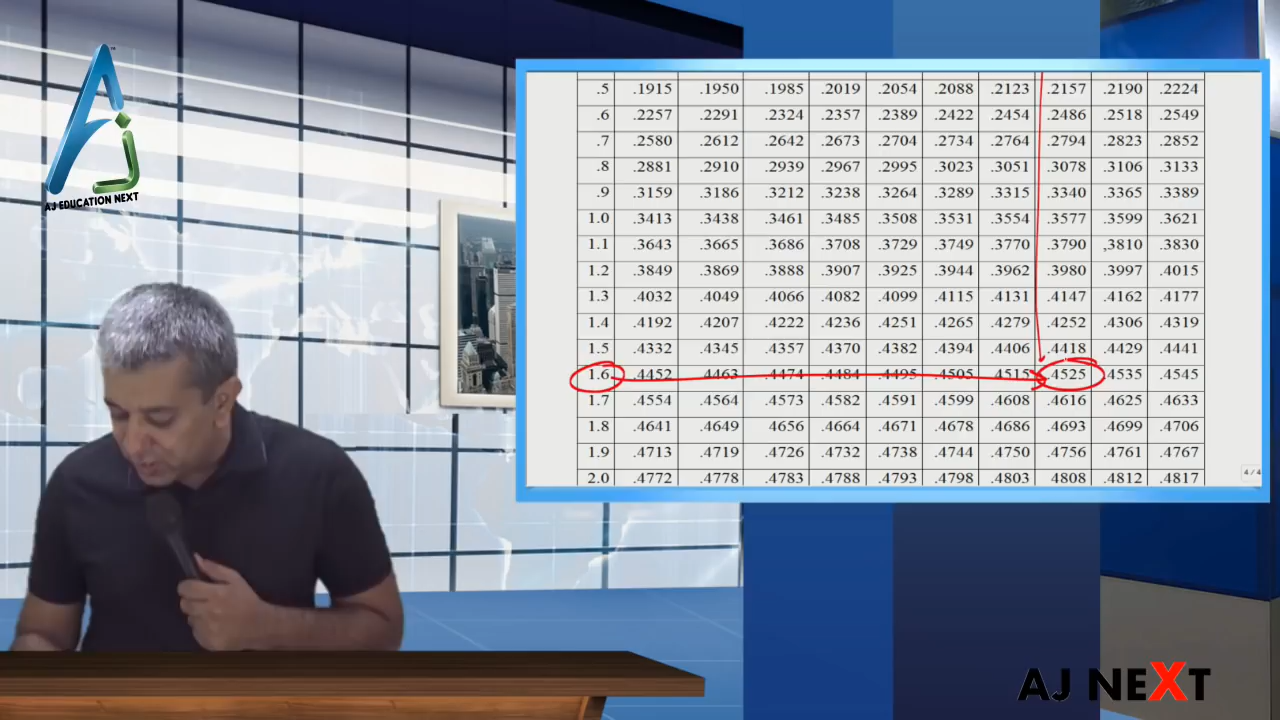 AJ EDUCATION NEXT
.5 .1915 .1950 .1985 .2019 .2054 .2088 .2123 .2157 .2190 .2224
.6 .2257 .2291 .2324 .2357 .2389 .2422 .2454 .2486 .2518 .2549
.7 .2580 .2612 .2642 .2673 .2704 .2734 .2764 .2794 .2823 .2852
.8 .2881 .2910 .2939 .2967 .2995 .3023 .3051 .3078 .3106 .3133
.9 .3159 .3186 .3212 .3238 .3264 .3289 .3315 .3340 .3365 .3389
1.0 .3413 .3438 .3461 .3485 .3508 .3531 .3554 .3577 .3599 .3621
1.1 .3643 .3665 .3686 .3708 .3729 .3749 .3770 .3790 ,3810 .3830
1.2 .3849 .3869 .3888 .3907 .3925 .3944 .3962 .3980 .3997 .4015
1.3 .4032 .4049 .4066 .4082 .4099 .4115 .4131 .4147 .4162 .4177
1.4 .4192 .4207 .4222 .4236 .4251 .4265 .4279 .4252 .4306 .4319
1.5 .4332 .4345 .4357 .4370 .4382 .4394 .4406 .4418 .4429 .4441
1.6 .4452 .4463 .4474 .4484 .4495 .4505 .4515 .4525 .4535 .4545
1.7 .4554 .4564 .4573 .4582 .4591 .4599 .4608 .4616 .4625 .4633
1.8 .4641 .4649 .4656 .4664 .4671 .4678 .4686 .4693 .4699 .4706
1.9 .4713 .4719 .4726 .4732 .4738 .4744 .4750 .4756 .4761 .4767
2.0 .4772 .4778 .4783 .4788 .4793 .4798 .4803 .4808 .4812 .4817
4/4
AJ NEXT